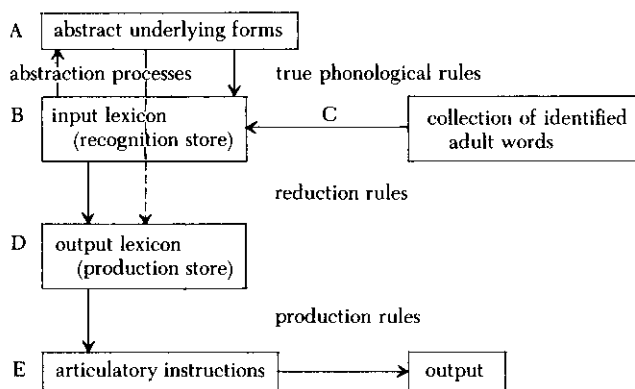 A abstract underlying forms
abstraction processes true phonological rules
B input lexicon C collection of identified
(recognition store) adult words
reduction rules
D output lexicon
(production store)
production rules
E articulatory instructions output